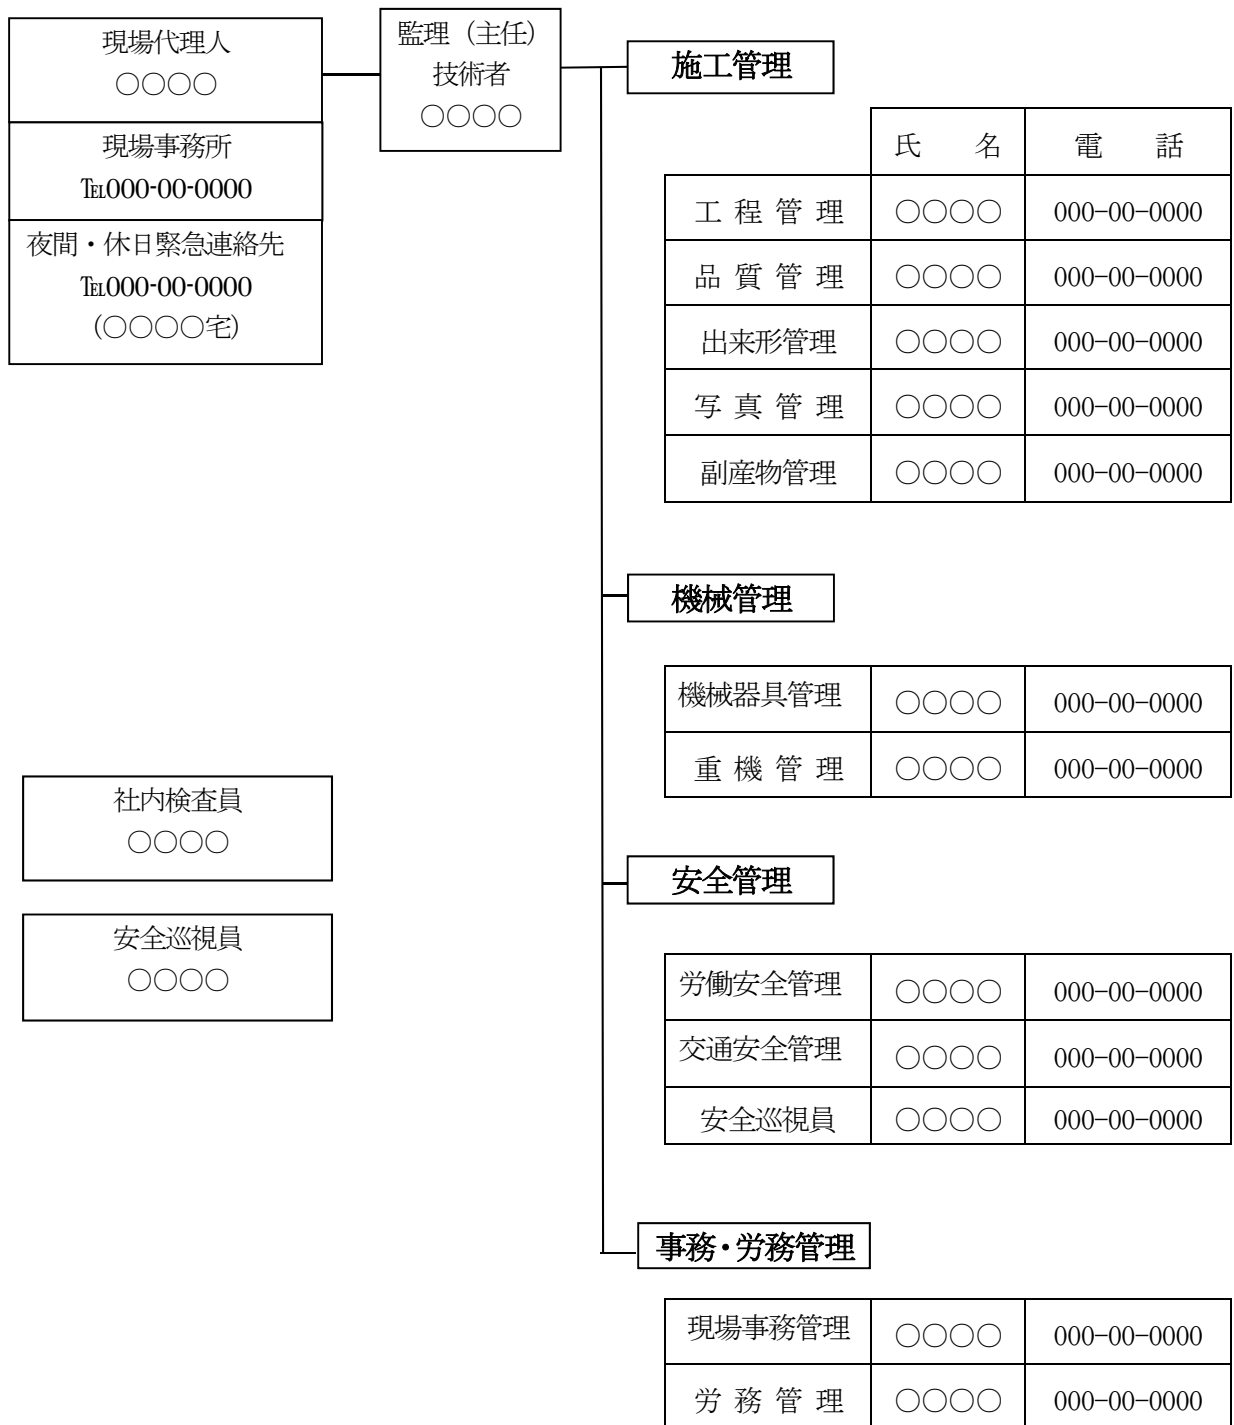 現場代理人
○○○○
現場事務所
℡000-00-0000
夜間・休日緊急連絡先
℡000-00-0000
(○○○○宅)
監理（主任）
技術者
○○○○
施工管理
氏　名 電　話
工程管理 ○○○○ 000-00-0000
品質管理 ○○○○ 000-00-0000
出来形管理 ○○○○ 000-00-0000
写真管理 ○○○○ 000-00-0000
副産物管理 ○○○○ 000-00-0000
機械管理
機械器具管理 ○○○○ 000-00-0000
重機管理 ○○○○ 000-00-0000
社内検査員
○○○○
安全巡視員
○○○○
安全管理
労働安全管理 ○○○○ 000-00-0000
交通安全管理 ○○○○ 000-00-0000
安全巡視員 ○○○○ 000-00-0000
事務・労務管理
現場事務管理 ○○○○ 000-00-0000
労務管理 ○○○○ 000-00-0000